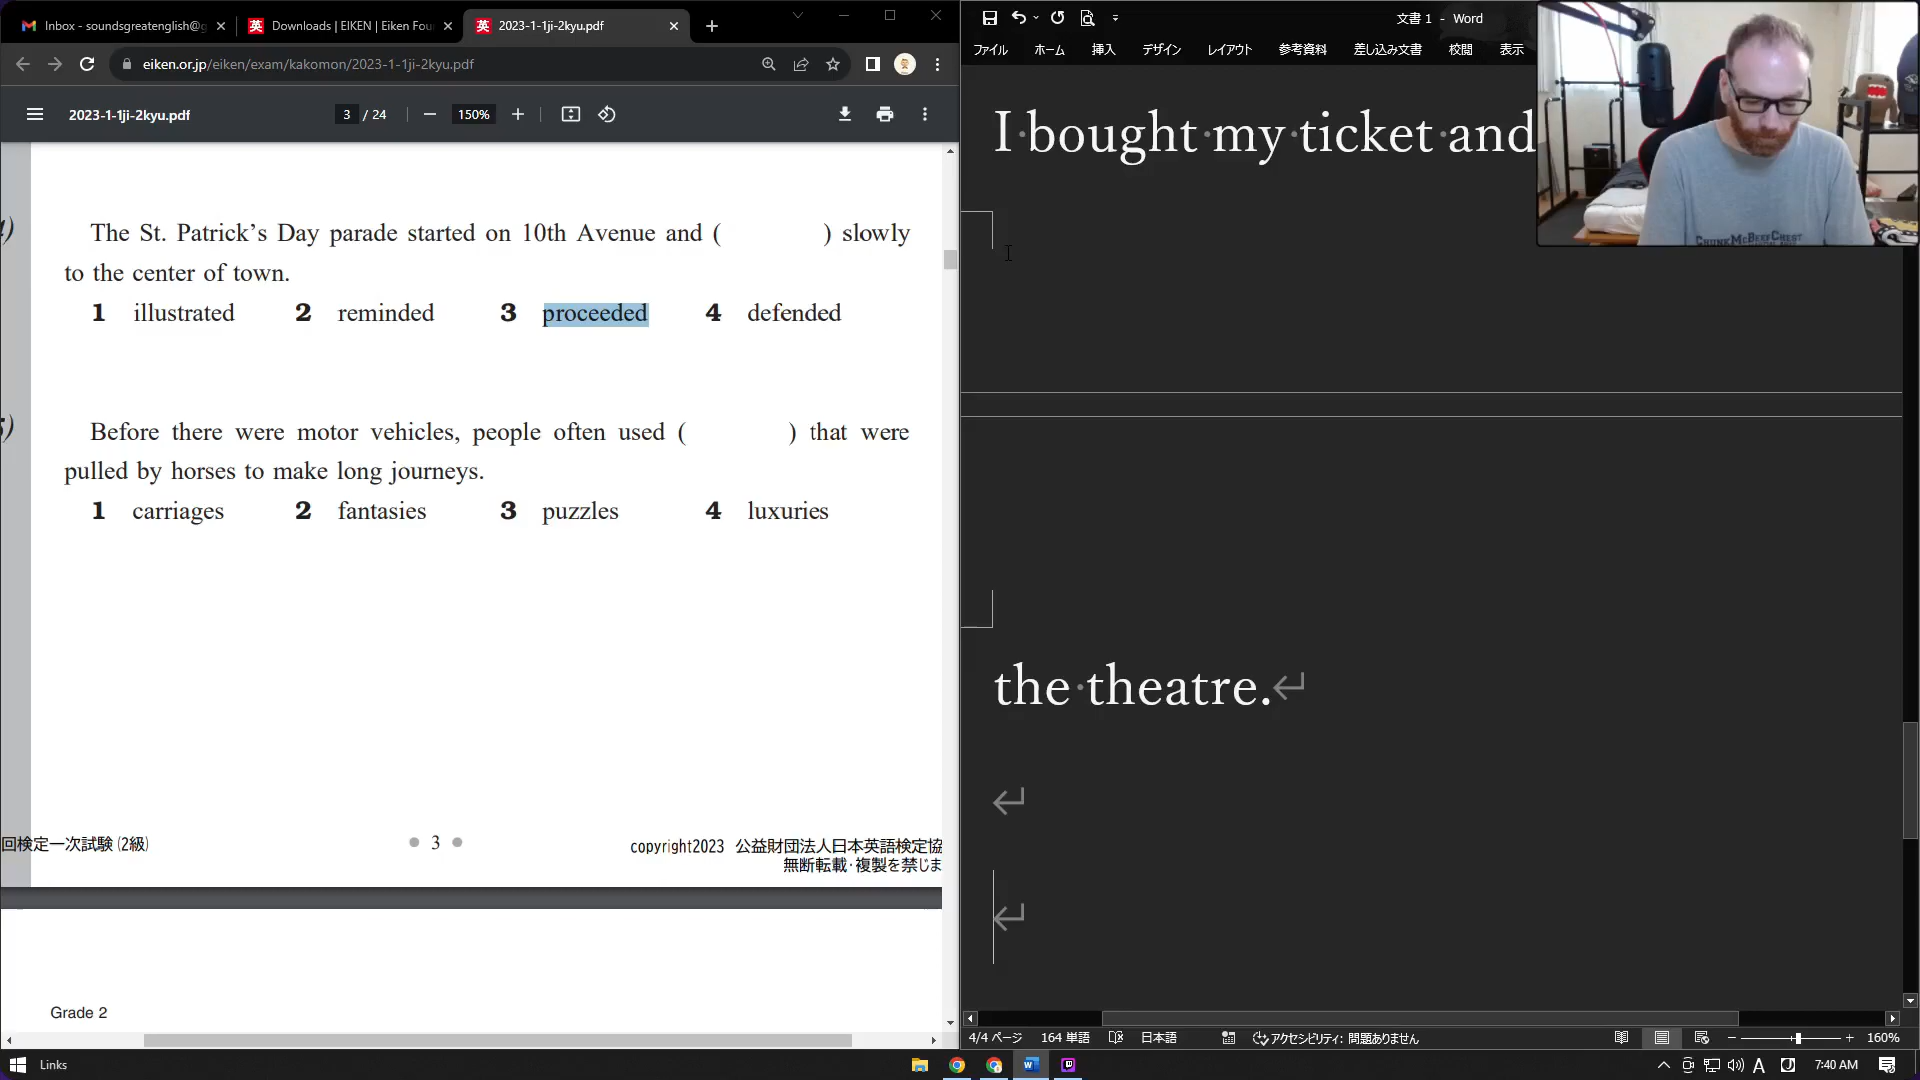 Inbox - soundsgreatenglish@g
Downloads | EIKEN | Eiken Fou
2023-1-1ji-2kyu.pdf
eiken.or.jp/eiken/exam/kakomon/2023-1-1ji-2kyu.pdf
2023-1-1ji-2kyu.pdf
3 / 24
150%
The St. Patrick's Day parade started on 10th Avenue and ( ) slowly
to the center of town.
1 illustrated 2 reminded 3 proceeded 4 defended
Before there were motor vehicles, people often used ( ) that were
pulled by horses to make long journeys.
1 carriages 2 fantasies 3 puzzles 4 luxuries
回検定一次試験 (2級)
3
copyright2023 公益財団法人日本英語検定協
無断転載・複製を禁じま
Grade 2
文書 1 - Word
ファイル ホーム 挿入 デザイン レイアウト 参考資料 差し込み文書 校閲 表示
I bought my ticket and
the theatre.
CHUNKMCBEEFCHEST
4/4 ページ 164 単語 日本語 アクセシビリティ: 問題ありません 160%
Links
A
7:40 AM